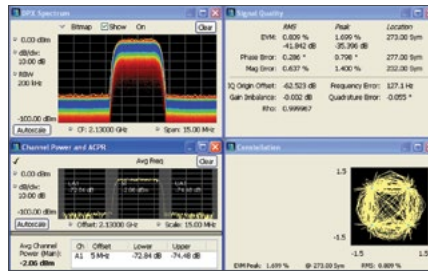 DPX Spectrum
Bitmap Show On Clear
0.00 dBm
dB/div:
10.00 dB
RBW
200 kHz
-100.00 dBm
Autoscale CF: 2.13000 GHz Span: 15.00 MHz
Signal Quality
RMS Peak Location
EVM: 0.809 % 1.699 % 273.00 Sym
-41.842 dB -35.396 dB
Phase Error: 0.286 ° 0.798 ° 277.00 Sym
Mag Error: 0.637 % 1.400 % 232.00 Sym
IQ Origin Offset: -62.523 dB Frequency Error: 127.1 Hz
Gain Imbalance: -0.002 dB Quadrature Error: -0.055 °
Rho: 0.999967
Channel Power and ACPR
Avg Freq Clear
0.00 dBm
dB/div:
10.00 dB
-100.00 dBm
Autoscale Offset: 2.13000 GHz Scale: 15.00 MHz
Avg Channel
Power (Main):
-2.06 dBm
Ch Offset Lower Upper
A1 5 MHz -72.84 dB -74.48 dB
Constellation
1.5
-1.5
-1.5 1.5
EVM Peak: 1.699 % @ 273.00 Sym RMS: 0.809 %